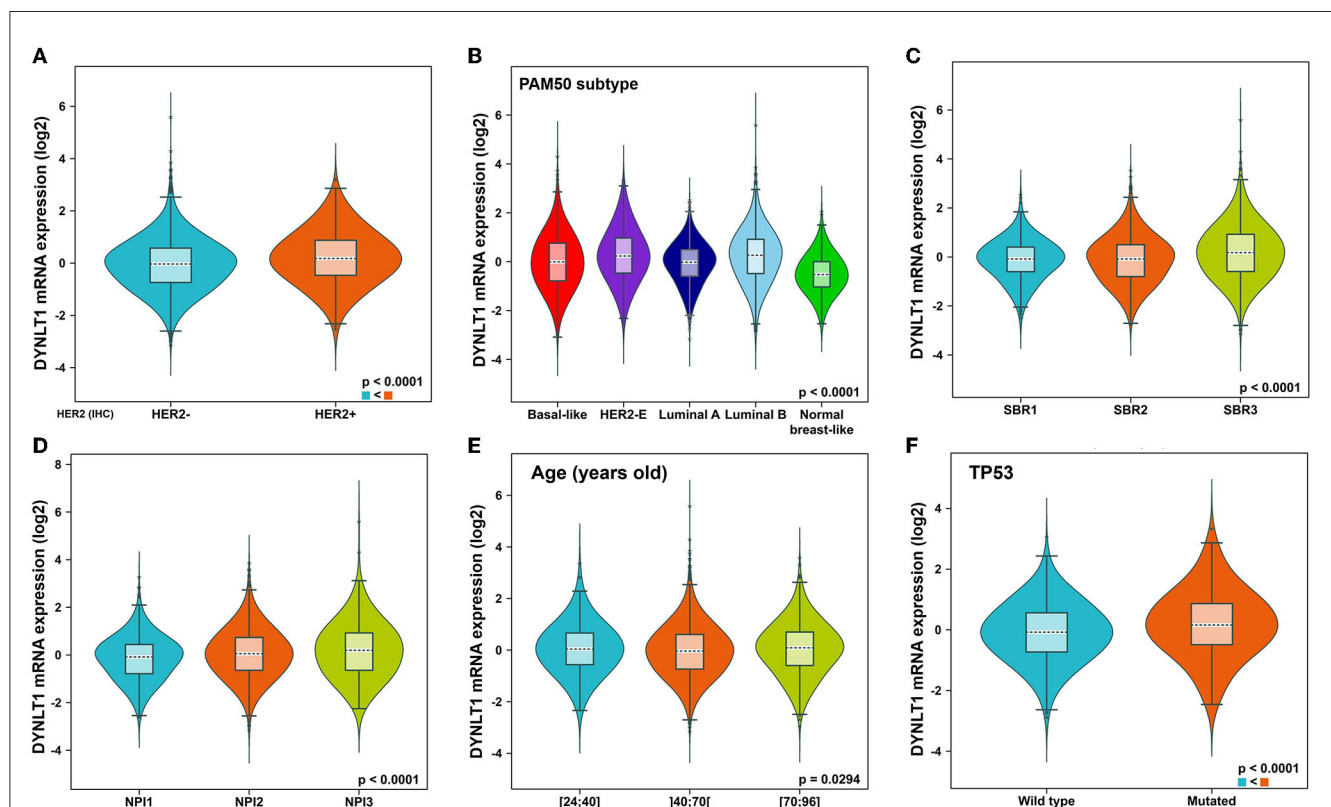 A
DYNLT1 mRNA expression (log2)
6
4
2
0
-2
-4
p < 0.0001
<
HER2 (IHC)
HER2-
HER2+
B
PAM50 subtype
DYNLT1 mRNA expression (log2)
6
4
2
0
-2
-4
p < 0.0001
Basal-like
HER2-E
Luminal A
Luminal B
Normal
breast-like
C
DYNLT1 mRNA expression (log2)
6
4
2
0
-2
-4
p < 0.0001
SBR1
SBR2
SBR3
D
DYNLT1 mRNA expression (log2)
8
6
4
2
0
-2
-4
p < 0.0001
NPI1
NPI2
NPI3
E
Age (years old)
DYNLT1 mRNA expression (log2)
6
4
2
0
-2
-4
p = 0.0294
[24:40]
]40:70[
[70:96]
F
TP53
DYNLT1 mRNA expression (log2)
4
2
0
-2
-4
p < 0.0001
<
Wild type
Mutated